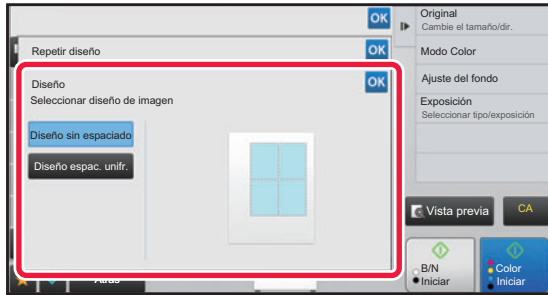 OK
Repetir diseño
OK
Diseño
OK
Seleccionar diseño de imagen
Diseño sin espaciado
Diseño espac. unifr.
Atrás
Original
Cambie el tamaño/dir.
Modo Color
Ajuste del fondo
Exposición
Seleccionar tipo/exposición
Vista previa
CA
B/N
Iniciar
Color
Iniciar